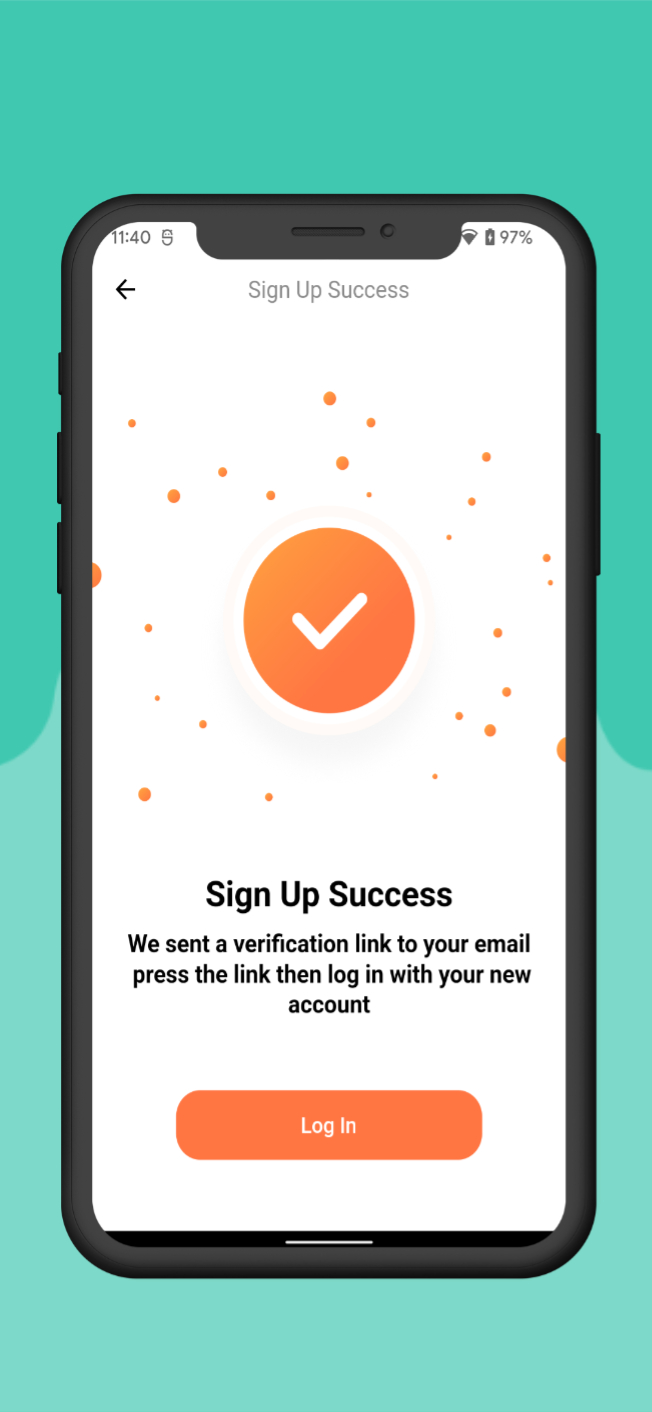 11:40 97%
Sign Up Success
Sign Up Success
We sent a verification link to your email
press the link then log in with your new
account
Log In